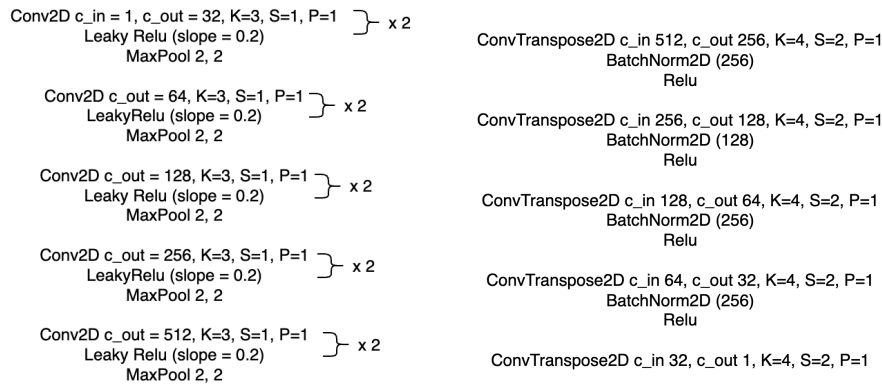 Conv2D c_in = 1, c_out = 32, K=3, S=1, P=1
Leaky Relu (slope = 0.2)
x 2
MaxPool 2, 2
Conv2D c_out = 64, K=3, S=1, P=1
LeakyRelu (slope = 0.2)
x 2
MaxPool 2, 2
Conv2D c_out = 128, K=3, S=1, P=1
Leaky Relu (slope = 0.2)
x 2
MaxPool 2, 2
Conv2D c_out = 256, K=3, S=1, P=1
LeakyRelu (slope = 0.2)
x 2
MaxPool 2, 2
Conv2D c_out = 512, K=3, S=1, P=1
Leaky Relu (slope = 0.2)
x 2
MaxPool 2, 2
ConvTranspose2D c_in 512, c_out 256, K=4, S=2, P=1
BatchNorm2D (256)
Relu
ConvTranspose2D c_in 256, c_out 128, K=4, S=2, P=1
BatchNorm2D (128)
Relu
ConvTranspose2D c_in 128, c_out 64, K=4, S=2, P=1
BatchNorm2D (256)
Relu
ConvTranspose2D c_in 64, c_out 32, K=4, S=2, P=1
BatchNorm2D (256)
Relu
ConvTranspose2D c_in 32, c_out 1, K=4, S=2, P=1